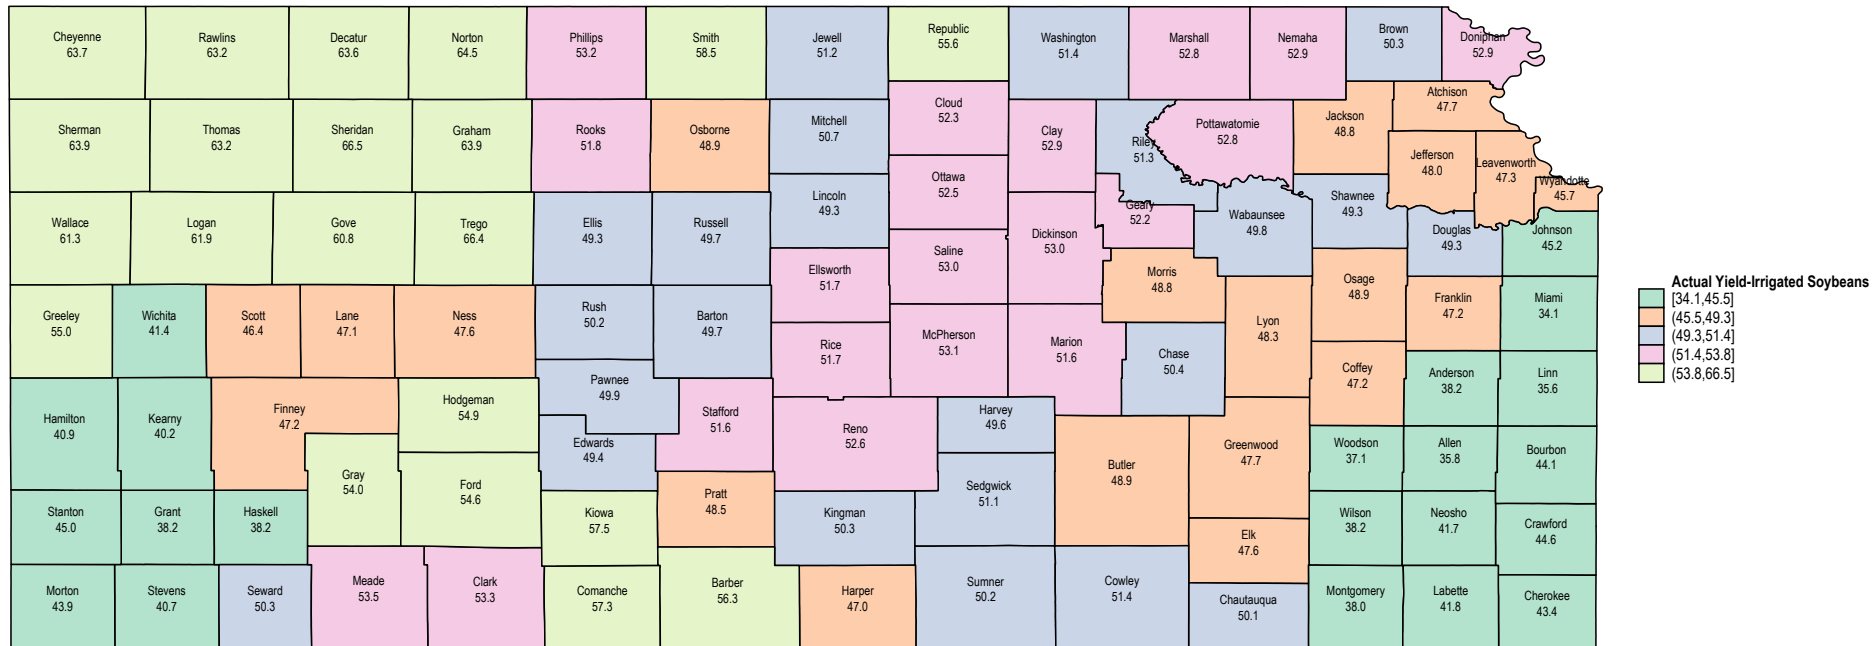 Cheyenne
63.7
Rawlins
63.2
Decatur
63.6
Norton
64.5
Phillips
53.2
Smith
58.5
Jewell
51.2
Republic
55.6
Washington
51.4
Marshall
52.8
Nemaha
52.9
Brown
50.3
Doniphan
52.9
Sherman
63.9
Thomas
63.2
Sheridan
66.5
Graham
63.9
Rooks
51.8
Osborne
48.9
Mitchell
50.7
Cloud
52.3
Clay
52.9
Riley
51.3
Pottawatomie
52.8
Jackson
48.8
Atchison
47.7
Jefferson
48.0
Leavenworth
47.3
Wyandotte
45.7
Wallace
61.3
Logan
61.9
Gove
60.8
Trego
66.4
Ellis
49.3
Russell
49.7
Lincoln
49.3
Ottawa
52.5
Saline
53.0
Dickinson
53.0
Geary
52.2
Wabaunsee
49.8
Shawnee
49.3
Douglas
49.3
Johnson
45.2
Greeley
55.0
Wichita
41.4
Scott
46.4
Lane
47.1
Ness
47.6
Rush
50.2
Barton
49.7
Ellsworth
51.7
Rice
51.7
McPherson
53.1
Marion
51.6
Morris
48.8
Chase
50.4
Lyon
48.3
Osage
48.9
Franklin
47.2
Miami
34.1
Hamilton
40.9
Kearny
40.2
Finney
47.2
Hodgeman
54.9
Pawnee
49.9
Edwards
49.4
Stafford
51.6
Reno
52.6
Harvey
49.6
Butler
48.9
Greenwood
47.7
Coffey
47.2
Anderson
38.2
Linn
35.6
Gray
54.0
Ford
54.6
Pratt
48.5
Sedgwick
51.1
Woodson
37.1
Allen
35.8
Bourbon
44.1
Stanton
45.0
Grant
38.2
Haskell
38.2
Kiowa
57.5
Kingman
50.3
Elk
47.6
Wilson
38.2
Neosho
41.7
Crawford
44.6
Morton
43.9
Stevens
40.7
Seward
50.3
Meade
53.5
Clark
53.3
Comanche
57.3
Barber
56.3
Harper
47.0
Sumner
50.2
Cowley
51.4
Chautauqua
50.1
Montgomery
38.0
Labette
41.8
Cherokee
43.4
Actual Yield-Irrigated Soybeans
[34.1,45.5]
(45.5,49.3]
(49.3,51.4]
(51.4,53.8]
(53.8,66.5]